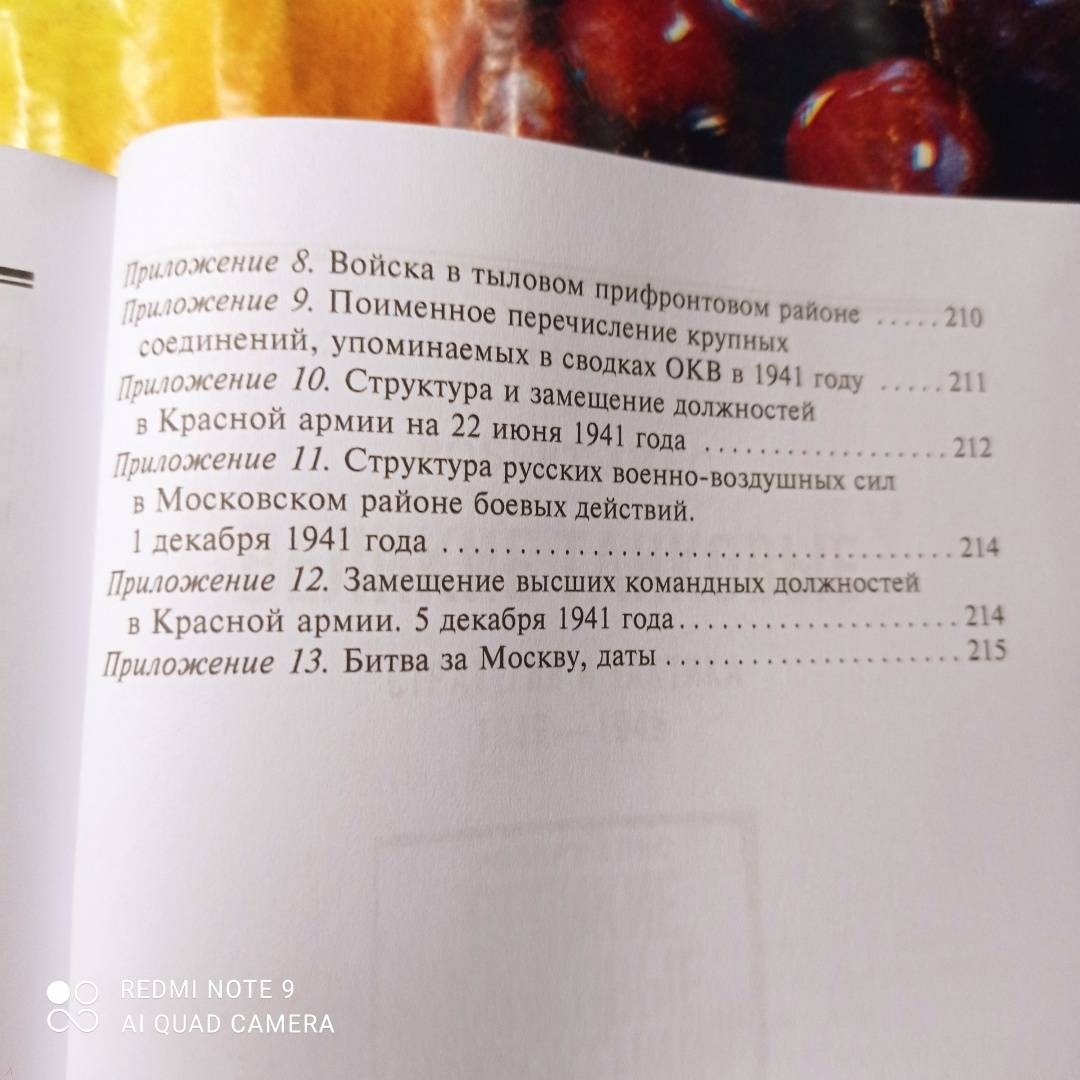 Приложение 8. Войска в тыловом прифронтовом районе .....210
Приложение 9. Поименное перечисление крупных
соединений, упоминаемых в сводках ОКВ в 1941 году .....211
Приложение 10. Структура и замещение должностей
в Красной армии на 22 июня 1941 года ...................212
Приложение 11. Структура русских военно-воздушных сил
в Московском районе боевых действий.
1 декабря 1941 года ........................................214
Приложение 12. Замещение высших командных должностей
в Красной армии. 5 декабря 1941 года......................214
Приложение 13. Битва за Москву, даты .......................215
REDMI NOTE 9
AI QUAD CAMERA